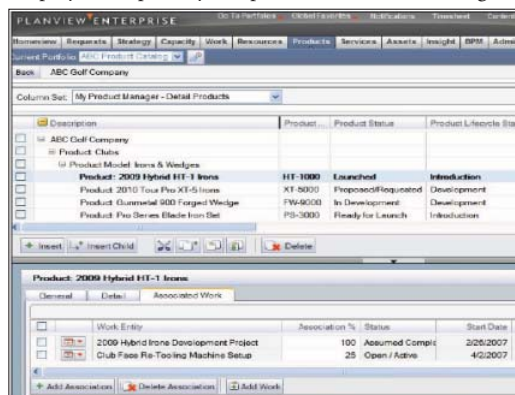 PLANVIEW ENTERPRISE Go To Portfolios Global Favorites Notifications Timesheet Content
Homeview Requests Strategy Capacity Work Resources Products Services Assets Insight BPM Admi
Current Portfolio: ABC Product Catalog
Back ABC Golf Company
Column Set: My Product Manager - Detail Products
Description Product ... Product Status Product Lifecycle Sta
ABC Golf Company
Product: Clubs
Product Model: Irons & Wedges
Product: 2009 Hybrid HT-1 Irons HT-1000 Launched Introduction
Product: 2010 Tour Pro XT-5 Irons XT-5000 Proposed/Requested Development
Product: Gunmetal 900 Forged Wedge FW-9000 In Development Development
Product: Pro Series Blade Iron Set PS-3000 Ready for Launch Introduction
Insert Insert Child Delete
Product: 2009 Hybrid HT-1 Irons
General Detail Associated Work
Work Entity Association % Status Start Date
2009 Hybrid Irons Development Project 100 Assumed Comple 2/26/2007
Club Face Re-Tooling Machine Setup 25 Open / Active 4/2/2007
Add Association Delete Association Add Work